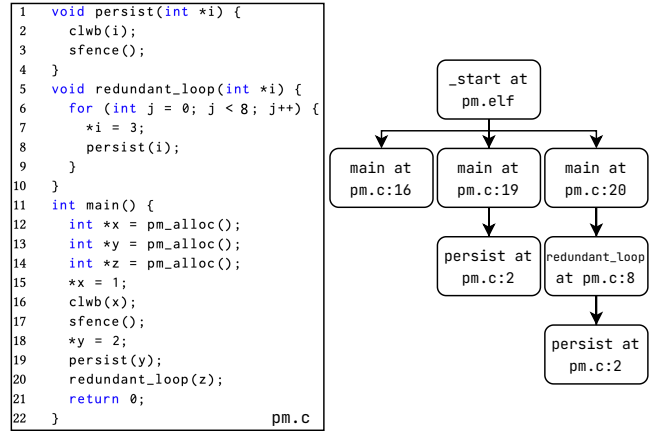 1 void persist(int *i) {
2 clwb(i);
3 sfence();
4 }
5 void redundant_loop(int *i) {
6 for (int j = 0; j < 8; j++) {
7 *i = 3;
8 persist(i);
9 }
10 }
11 int main() {
12 int *x = pm_alloc();
13 int *y = pm_alloc();
14 int *z = pm_alloc();
15 *x = 1;
16 clwb(x);
17 sfence();
18 *y = 2;
19 persist(y);
20 redundant_loop(z);
21 return 0;
22 }
pm.c
_start at
pm.elf
main at
pm.c:16
main at
pm.c:19
main at
pm.c:20
persist at
pm.c:2
redundant_loop
at pm.c:8
persist at
pm.c:2